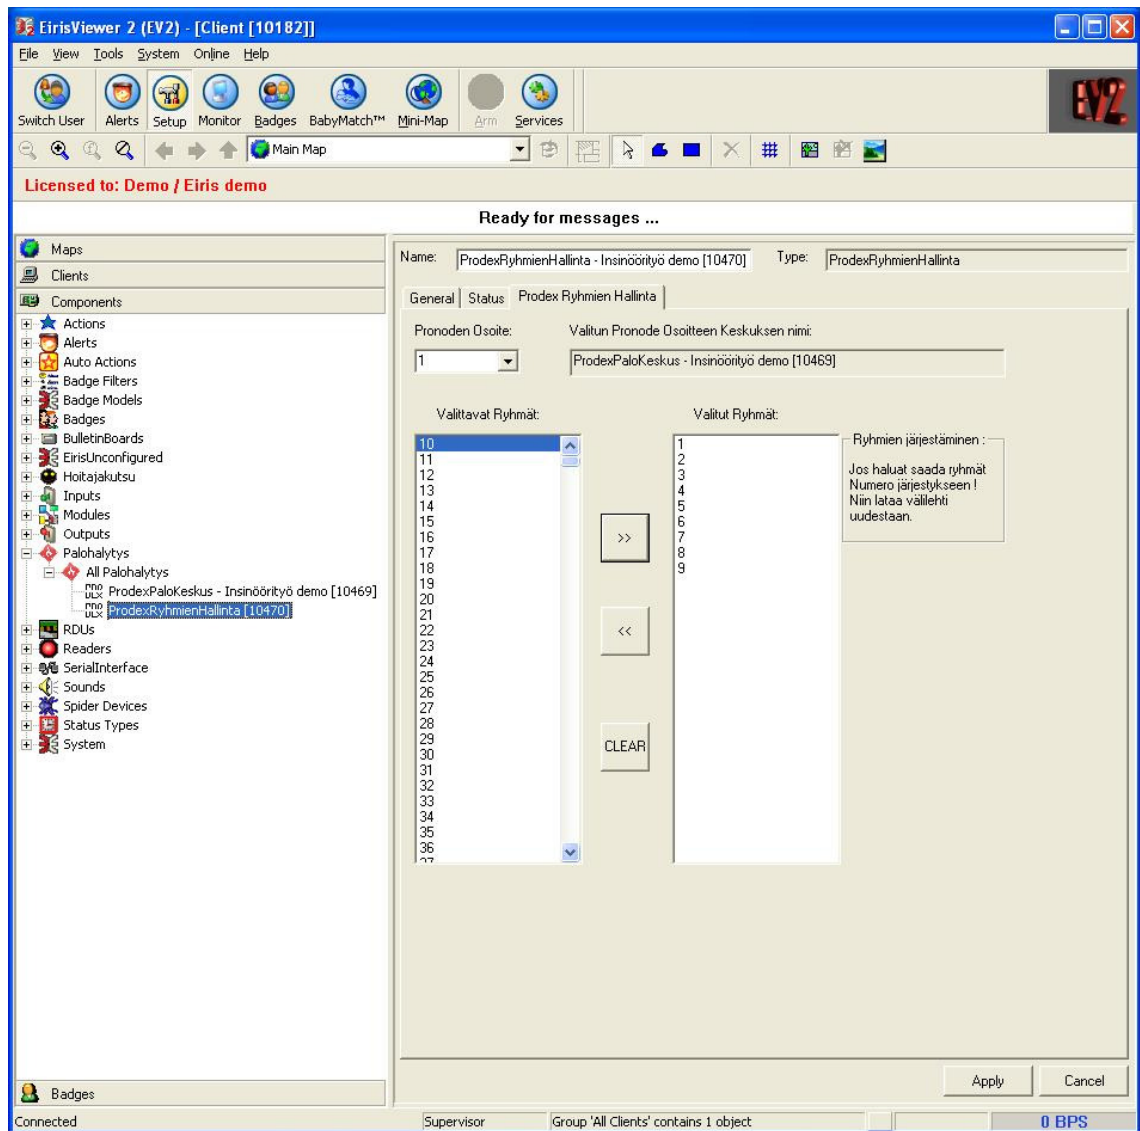 EirisViewer 2 (EV2) - [Client [10182]]
File View Tools System Online Help
Switch User Alerts Setup Monitor Badges BabyMatch™ Mini-Map Arm Services
EV2
Main Map
Licensed to: Demo / Eiris demo
Ready for messages ...
Maps
Clients
Components
Actions
Alerts
Auto Actions
Badge Filters
Badge Models
Badges
BulletinBoards
EirisUnconfigured
Hoitajakutsu
Inputs
Modules
Outputs
Palohalytys
All Palohalytys
ProdexPaloKeskus - Insinöörityö demo [10469]
ProdexRyhmienHallinta [10470]
RDUs
Readers
SerialInterface
Sounds
Spider Devices
Status Types
System
Badges
Name: ProdexRyhmienHallinta - Insinöörityö demo [10470] Type: ProdexRyhmienHallinta
General Status Prodex Ryhmien Hallinta
Pronoden Osoite: Valitun Pronode Osoitteen Keskuksen nimi:
1 ProdexPaloKeskus - Insinöörityö demo [10469]
Valittavat Ryhmät:
10
11
12
13
14
15
16
17
18
19
20
21
22
23
24
25
26
27
28
29
30
31
32
33
34
35
36
37
>>
<<
CLEAR
Valitut Ryhmät:
1
2
3
4
5
6
7
8
9
Ryhmien järjestäminen :
Jos haluat saada ryhmät
Numero järjestykseen !
Niin lataa välilehti
uudestaan.
Apply Cancel
Connected Supervisor Group 'All Clients' contains 1 object 0 BPS